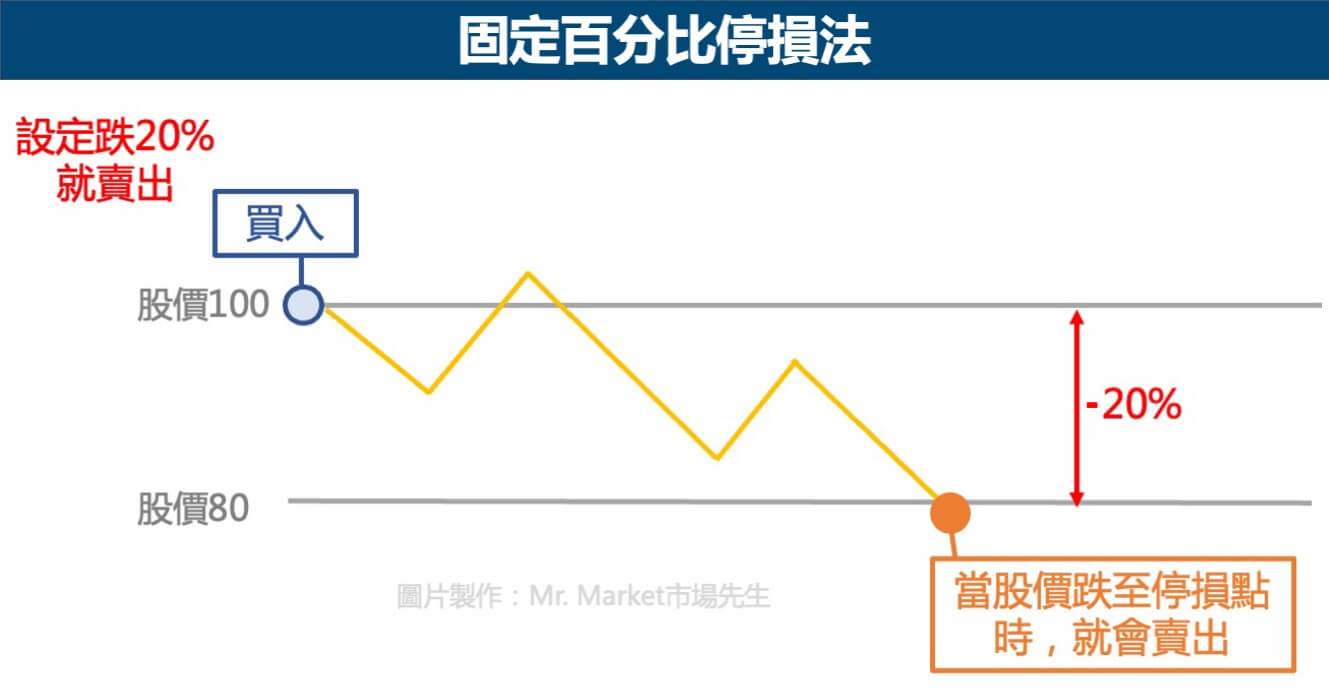 固定百分比停損法
設定跌20%
就賣出
買入
股價100
-20%
股價80
當股價跌至停損點
時，就會賣出
圖片製作：Mr. Market市場先生